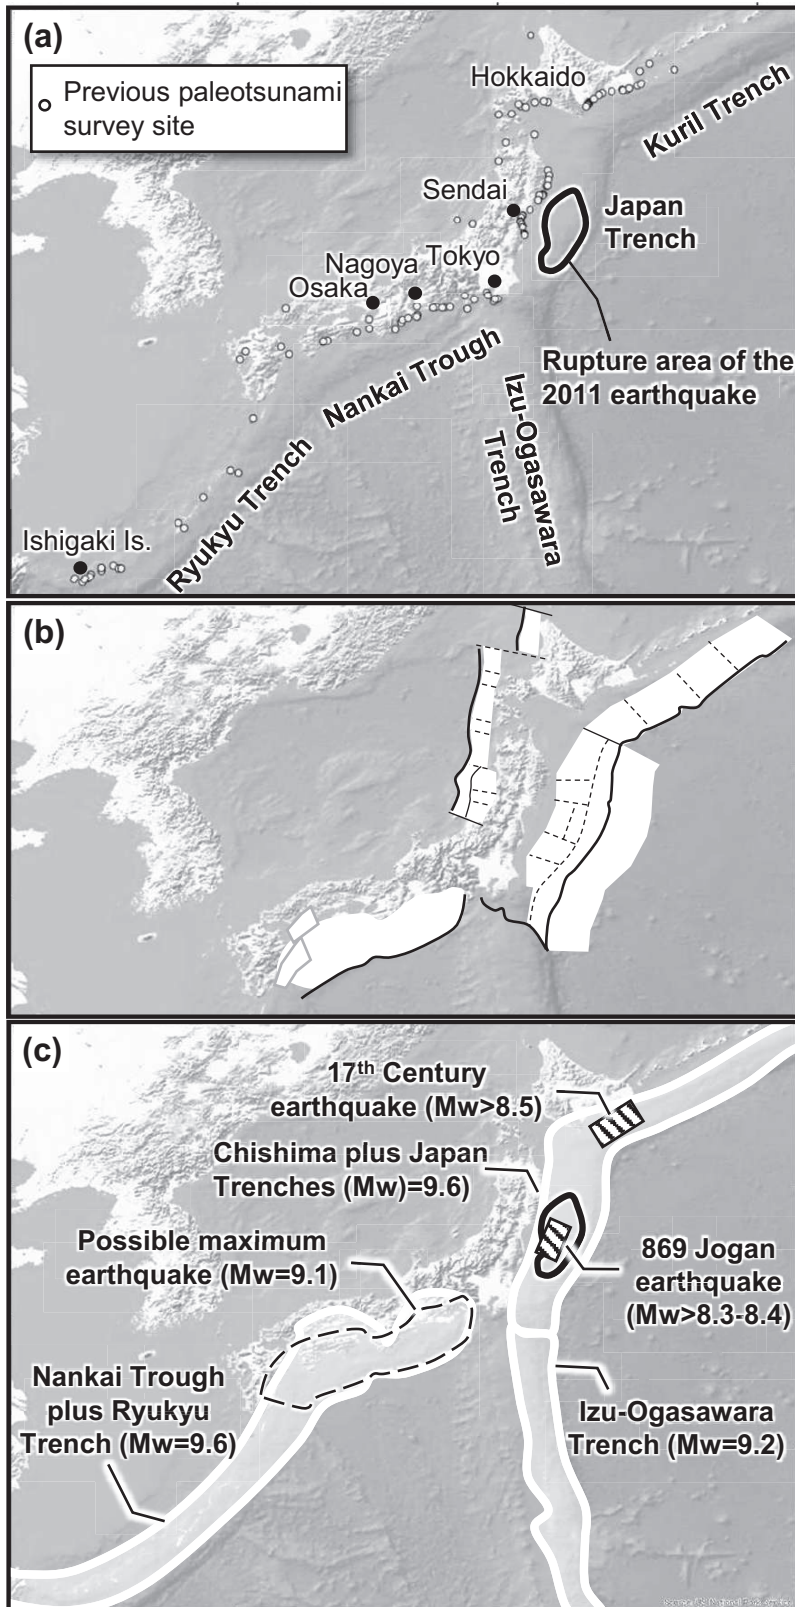 (a)
Previous paleotsunami
survey site
Hokkaido
Kuril Trench
Sendai
Japan
Trench
Tokyo
Nagoya
Osaka
Rupture area of the
2011 earthquake
Nankai Trough
Izu-Ogasawara
Trench
Ryukyu Trench
Ishigaki Is.
(b)
(c)
17th Century
earthquake (Mw>8.5)
Chishima plus Japan
Trenches (Mw)=9.6)
Possible maximum
earthquake (Mw=9.1)
869 Jogan
earthquake
(Mw>8.3-8.4)
Nankai Trough
plus Ryukyu
Trench (Mw=9.6)
Izu-Ogasawara
Trench (Mw=9.2)